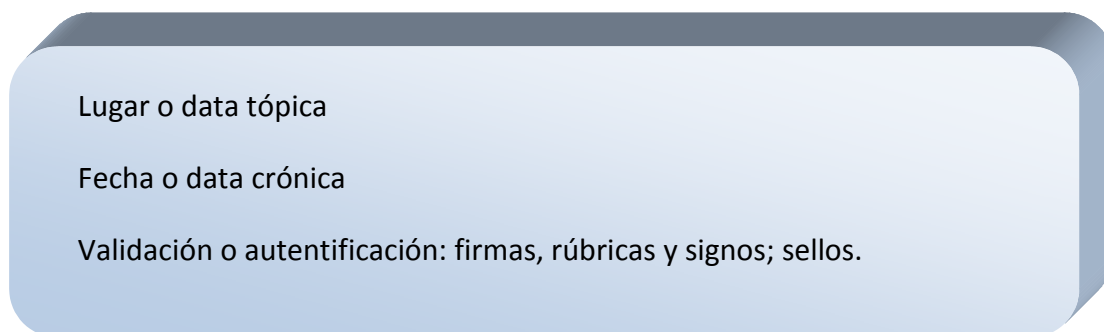 Lugar o data tópica
Fecha o data crónica
Validación o autentificación: firmas, rúbricas y signos; sellos.